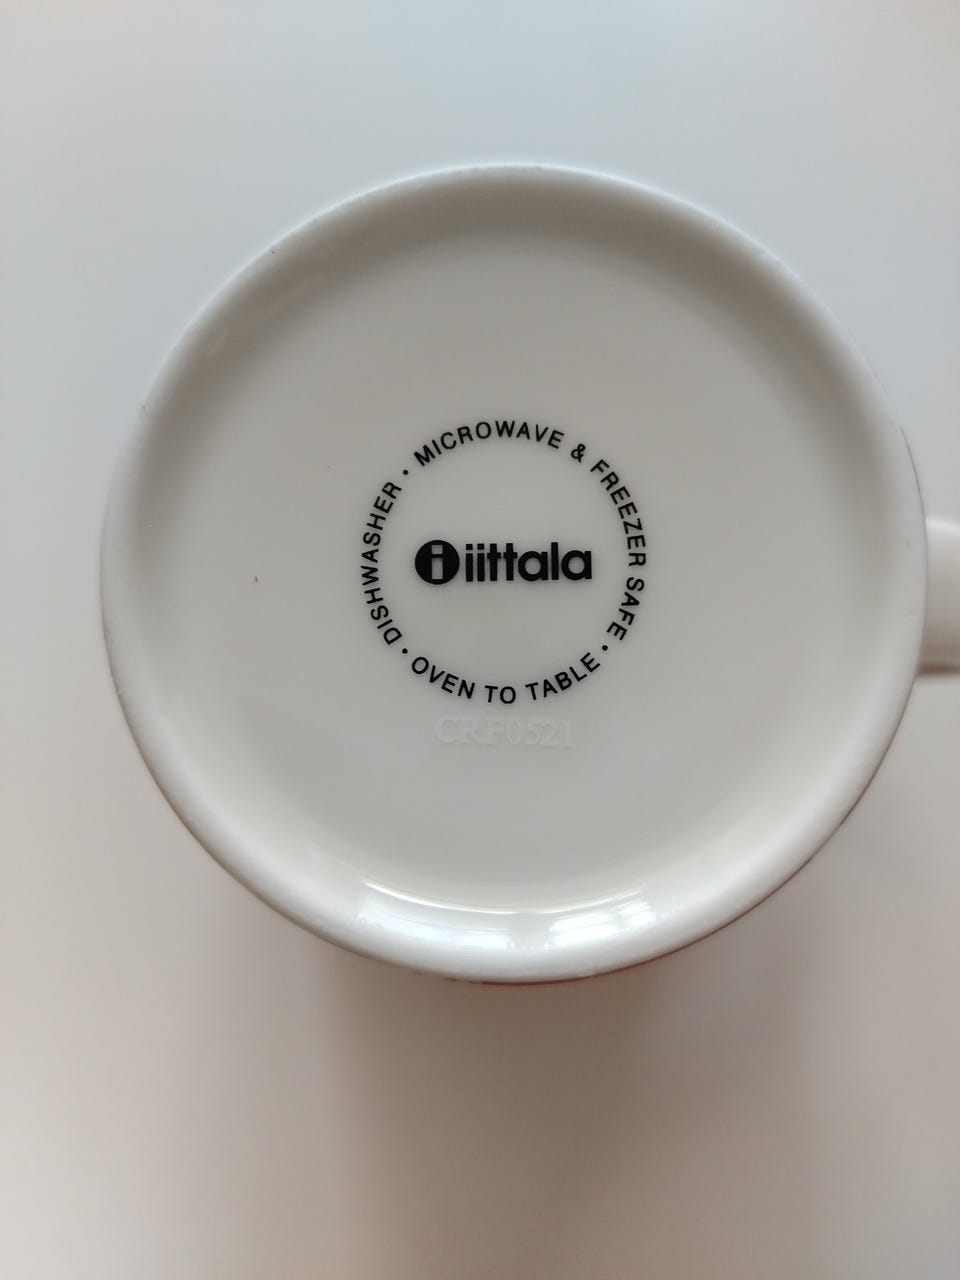 DISHWASHER · MICROWAVE & FREEZER SAFE · OVEN TO TABLE ·
i iittala
CRF0521